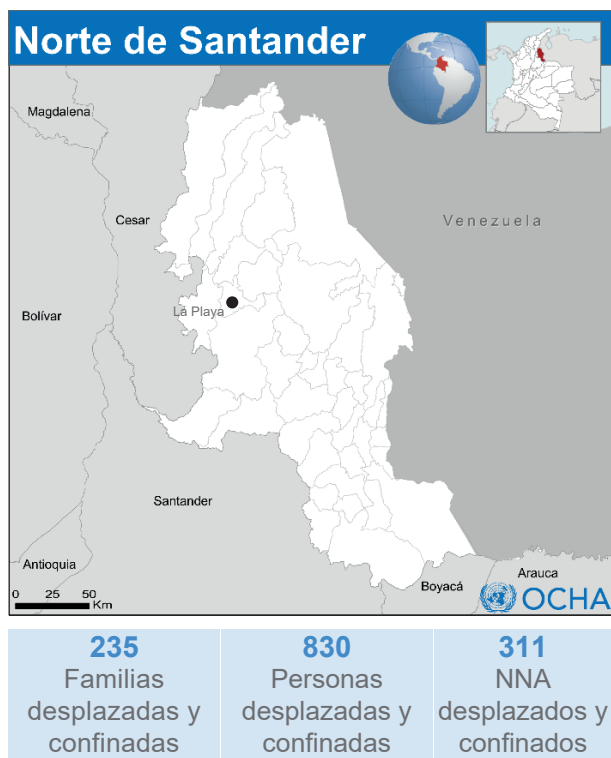 Norte de Santander
Magdalena
Cesar
Venezuela
La Playa
Bolívar
Santander
Antioquia
Boyacá
Arauca
0 25 50
Km
OCHA
235
Familias
desplazadas y
confinadas
830
Personas
desplazadas y
confinadas
311
NNA
desplazados y
confinados